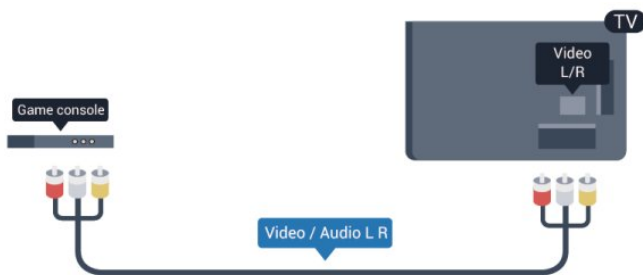 TV
Video
L/R
Game console
Video / Audio L R